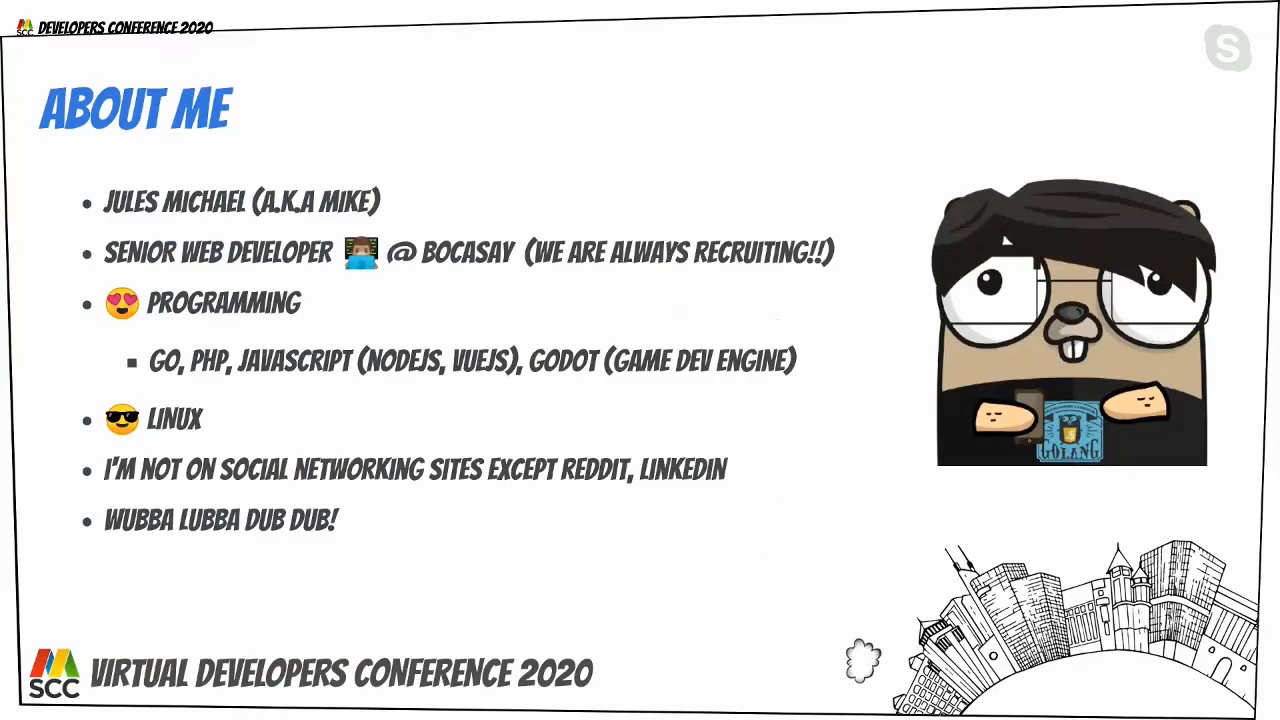 SCC DEVELOPERS CONFERENCE 2020
S
ABOUT ME
• JULES MICHAEL (A.K.A MIKE)
• SENIOR WEB DEVELOPER 👨🏽‍💻 @ BOCASAY (WE ARE ALWAYS RECRUITING!!)
• 😍 PROGRAMMING
▪ GO, PHP, JAVASCRIPT (NODEJS, VUEJS), GODOT (GAME DEV ENGINE)
• 😎 LINUX
• I'M NOT ON SOCIAL NETWORKING SITES EXCEPT REDDIT, LINKEDIN
• WUBBA LUBBA DUB DUB!
GOLANG
SCC VIRTUAL DEVELOPERS CONFERENCE 2020